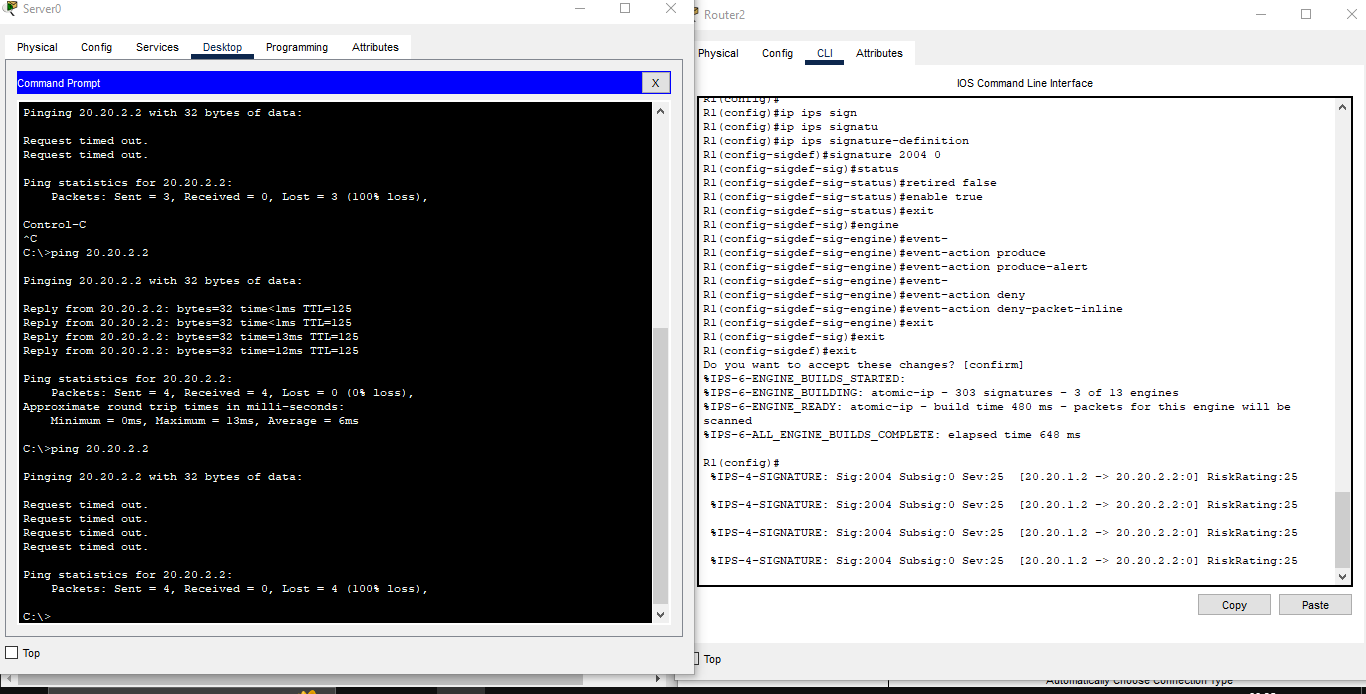 Server0
Physical Config Services Desktop Programming Attributes
Command Prompt
X
Pinging 20.20.2.2 with 32 bytes of data:
Request timed out.
Request timed out.
Ping statistics for 20.20.2.2:
Packets: Sent = 3, Received = 0, Lost = 3 (100% loss),
Control-C
^C
C:\>ping 20.20.2.2
Pinging 20.20.2.2 with 32 bytes of data:
Reply from 20.20.2.2: bytes=32 time<1ms TTL=125
Reply from 20.20.2.2: bytes=32 time<1ms TTL=125
Reply from 20.20.2.2: bytes=32 time=13ms TTL=125
Reply from 20.20.2.2: bytes=32 time=12ms TTL=125
Ping statistics for 20.20.2.2:
Packets: Sent = 4, Received = 4, Lost = 0 (0% loss),
Approximate round trip times in milli-seconds:
Minimum = 0ms, Maximum = 13ms, Average = 6ms
C:\>ping 20.20.2.2
Pinging 20.20.2.2 with 32 bytes of data:
Request timed out.
Request timed out.
Request timed out.
Request timed out.
Ping statistics for 20.20.2.2:
Packets: Sent = 4, Received = 0, Lost = 4 (100% loss),
C:\>
Top
Router2
Physical Config CLI Attributes
IOS Command Line Interface
R1(config)#
R1(config)#ip ips sign
R1(config)#ip ips signatu
R1(config)#ip ips signature-definition
R1(config-sigdef)#signature 2004 0
R1(config-sigdef-sig)#status
R1(config-sigdef-sig-status)#retired false
R1(config-sigdef-sig-status)#enable true
R1(config-sigdef-sig-status)#exit
R1(config-sigdef-sig)#engine
R1(config-sigdef-sig-engine)#event-
R1(config-sigdef-sig-engine)#event-action produce
R1(config-sigdef-sig-engine)#event-action produce-alert
R1(config-sigdef-sig-engine)#event-
R1(config-sigdef-sig-engine)#event-action deny
R1(config-sigdef-sig-engine)#event-action deny-packet-inline
R1(config-sigdef-sig-engine)#exit
R1(config-sigdef-sig)#exit
R1(config-sigdef)#exit
Do you want to accept these changes? [confirm]
%IPS-6-ENGINE_BUILDS_STARTED:
%IPS-6-ENGINE_BUILDING: atomic-ip - 303 signatures - 3 of 13 engines
%IPS-6-ENGINE_READY: atomic-ip - build time 480 ms - packets for this engine will be
scanned
%IPS-6-ALL_ENGINE_BUILDS_COMPLETE: elapsed time 648 ms
R1(config)#
%IPS-4-SIGNATURE: Sig:2004 Subsig:0 Sev:25 [20.20.1.2 -> 20.20.2.2:0] RiskRating:25
%IPS-4-SIGNATURE: Sig:2004 Subsig:0 Sev:25 [20.20.1.2 -> 20.20.2.2:0] RiskRating:25
%IPS-4-SIGNATURE: Sig:2004 Subsig:0 Sev:25 [20.20.1.2 -> 20.20.2.2:0] RiskRating:25
%IPS-4-SIGNATURE: Sig:2004 Subsig:0 Sev:25 [20.20.1.2 -> 20.20.2.2:0] RiskRating:25
Copy Paste
Top
Automatically Choose Connection Type